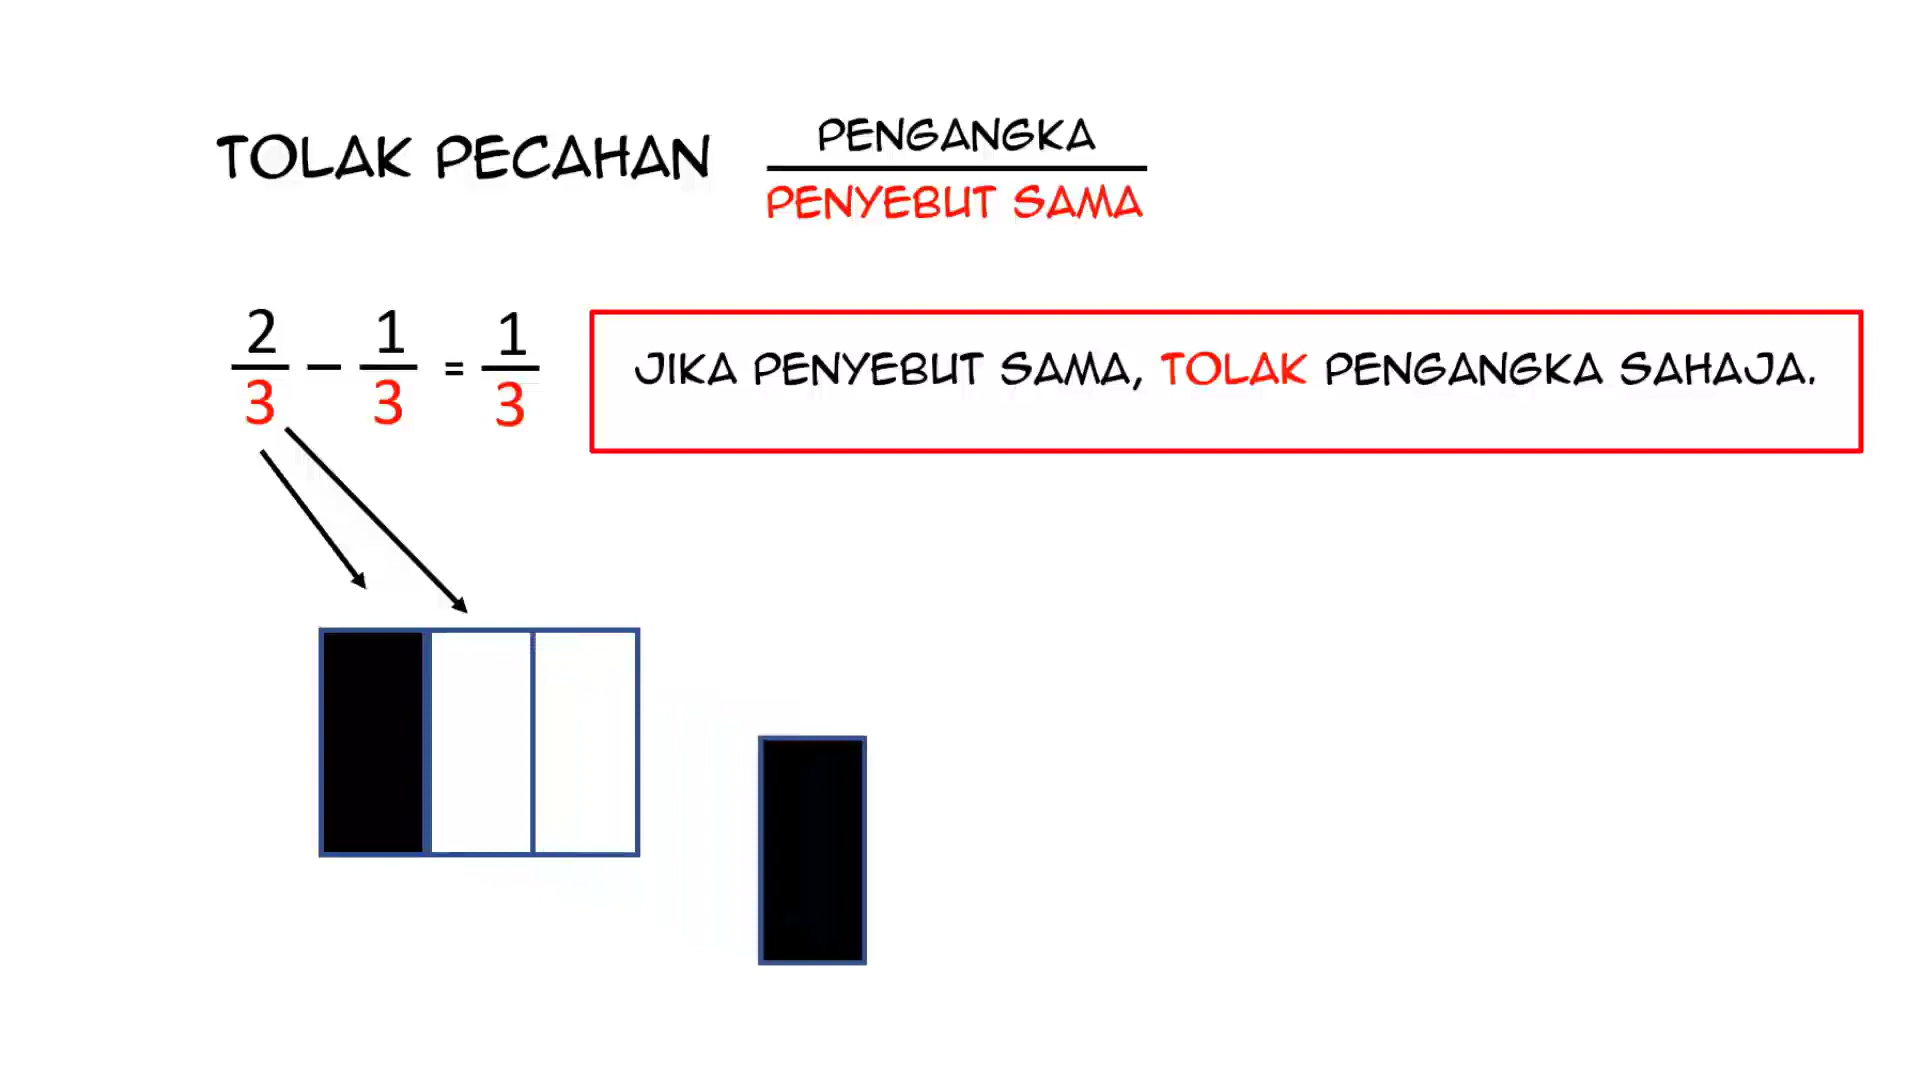 TOLAK PECAHAN
PENGANGKA
PENYEBUT SAMA
2/3 – 1/3 = 1/3
JIKA PENYEBUT SAMA, TOLAK PENGANGKA SAHAJA.